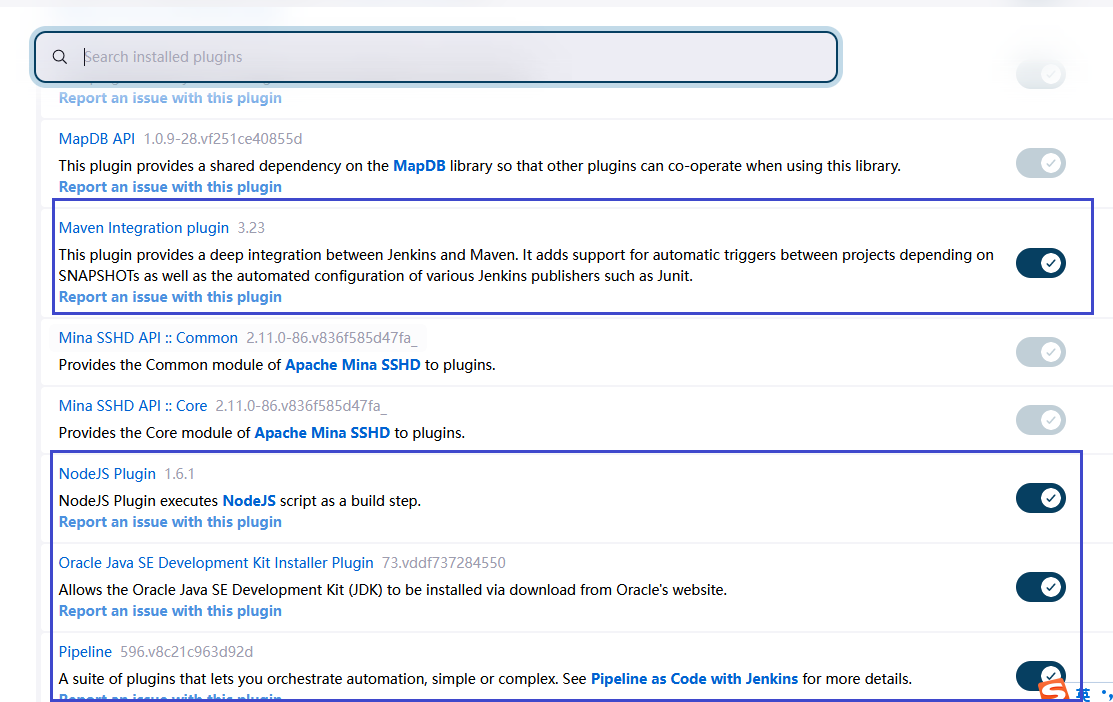 Search installed plugins
Report an issue with this plugin
MapDB API 1.0.9-28.vf251ce40855d
This plugin provides a shared dependency on the MapDB library so that other plugins can co-operate when using this library.
Report an issue with this plugin
Maven Integration plugin 3.23
This plugin provides a deep integration between Jenkins and Maven. It adds support for automatic triggers between projects depending on
SNAPSHOTs as well as the automated configuration of various Jenkins publishers such as Junit.
Report an issue with this plugin
Mina SSHD API :: Common 2.11.0-86.v836f585d47fa_
Provides the Common module of Apache Mina SSHD to plugins.
Mina SSHD API :: Core 2.11.0-86.v836f585d47fa_
Provides the Core module of Apache Mina SSHD to plugins.
NodeJS Plugin 1.6.1
NodeJS Plugin executes NodeJS script as a build step.
Report an issue with this plugin
Oracle Java SE Development Kit Installer Plugin 73.vddf737284550
Allows the Oracle Java SE Development Kit (JDK) to be installed via download from Oracle's website.
Report an issue with this plugin
Pipeline 596.v8c21c963d92d
A suite of plugins that lets you orchestrate automation, simple or complex. See Pipeline as Code with Jenkins for more details.
Report an issue with this plugin
英